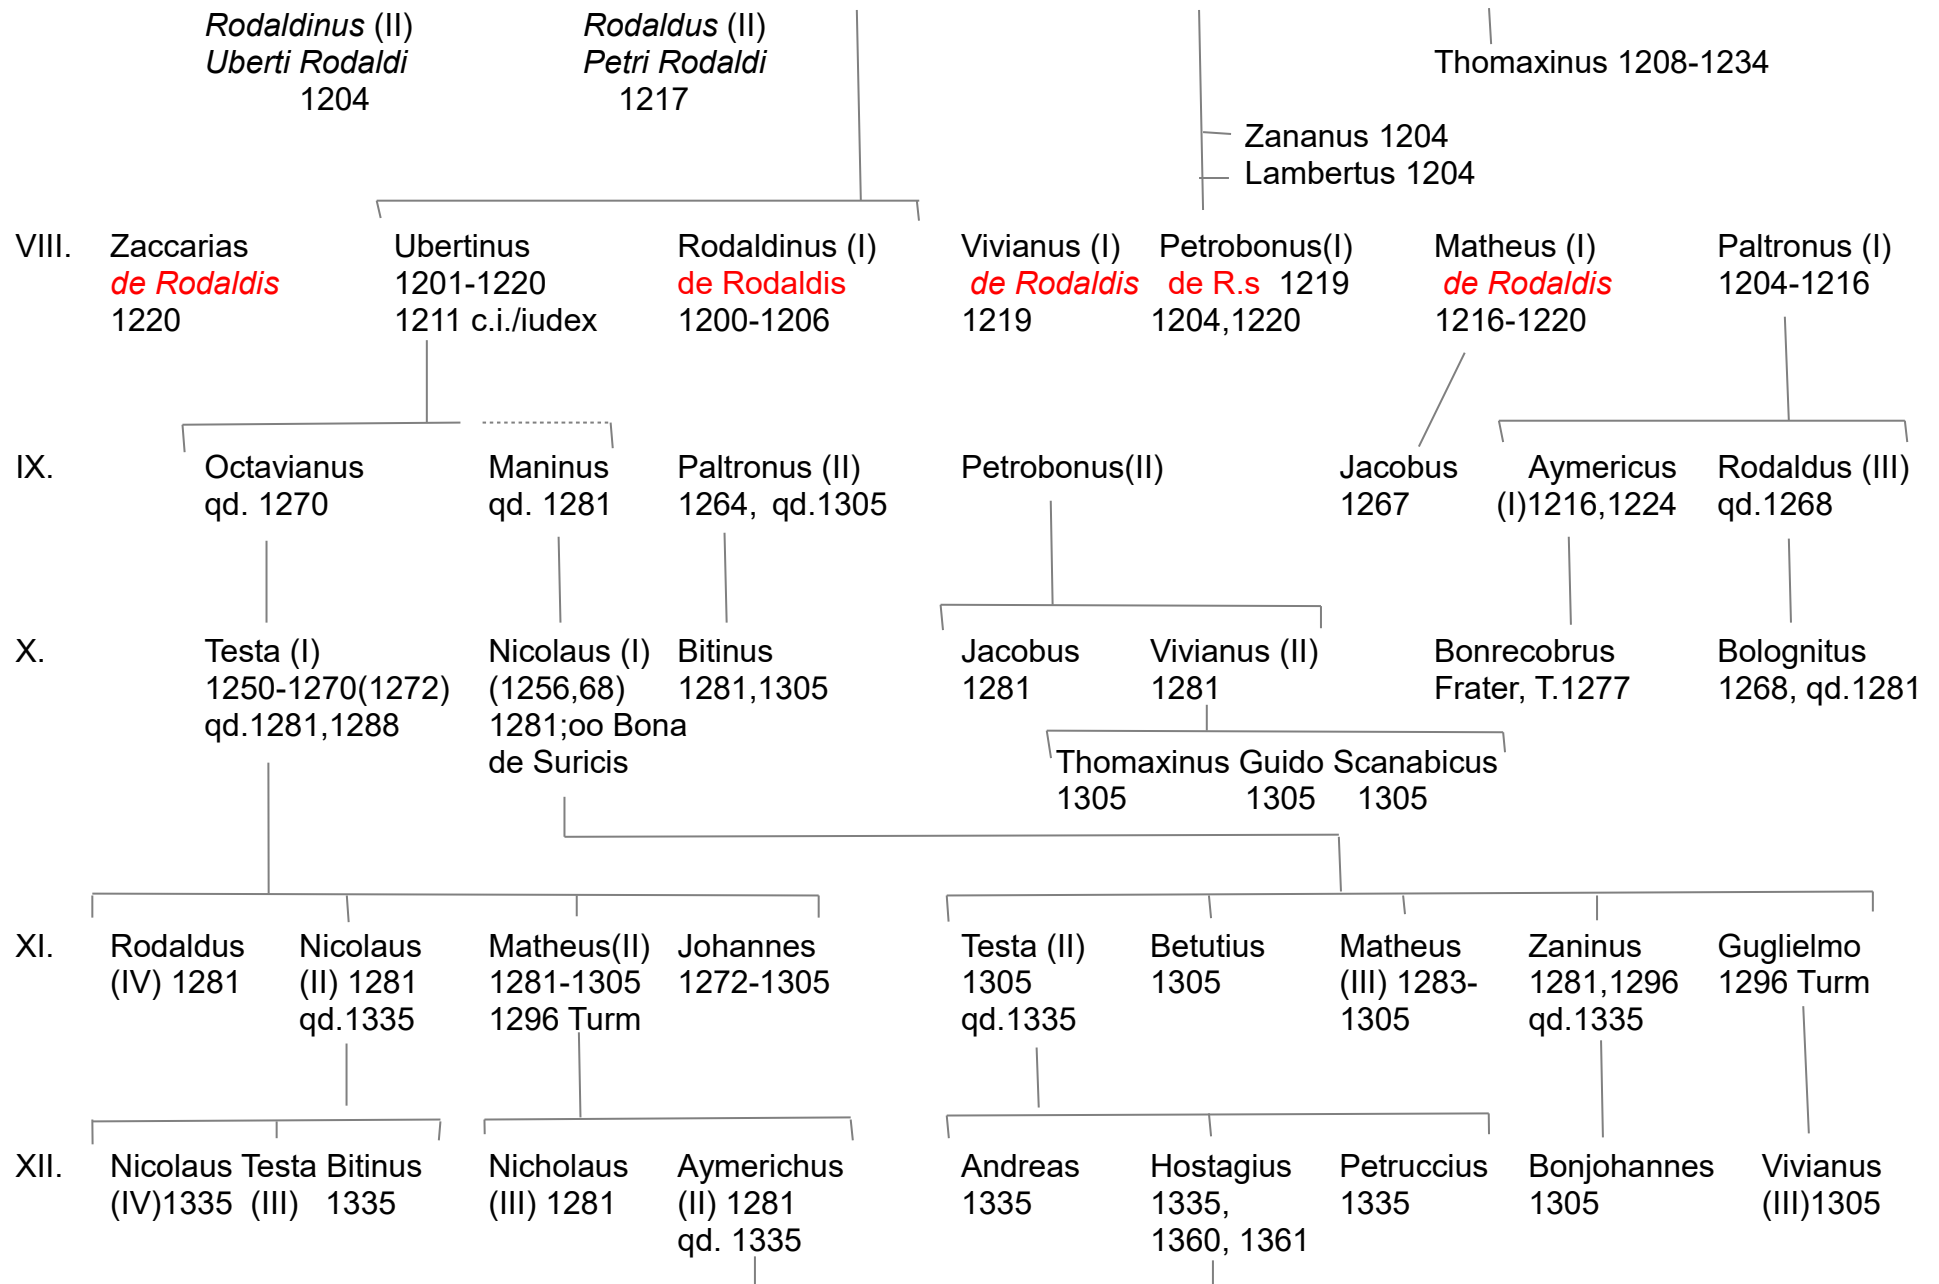 Rodaldinus (II) Rodaldus (II)
Uberti Rodaldi Petri Rodaldi Thomaxinus 1208-1234
1204 1217
Zananus 1204
Lambertus 1204
VIII. Zaccarias Ubertinus Rodaldinus (I) Vivianus (I) Petrobonus(I) Matheus (I) Paltronus (I)
de Rodaldis 1201-1220 de Rodaldis de Rodaldis de R.s 1219 de Rodaldis 1204-1216
1220 1211 c.i./iudex 1200-1206 1219 1204,1220 1216-1220
IX. Octavianus Maninus Paltronus (II) Petrobonus(II) Jacobus Aymericus Rodaldus (III)
qd. 1270 qd. 1281 1264, qd.1305 1267 (I)1216,1224 qd.1268
X. Testa (I) Nicolaus (I) Bitinus Jacobus Vivianus (II) Bonrecobrus Bolognitus
1250-1270(1272) (1256,68) 1281,1305 1281 1281 Frater, T.1277 1268, qd.1281
qd.1281,1288 1281;oo Bona
de Suricis Thomaxinus Guido Scanabicus
1305 1305 1305
XI. Rodaldus Nicolaus Matheus(II) Johannes Testa (II) Betutius Matheus Zaninus Guglielmo
(IV) 1281 (II) 1281 1281-1305 1272-1305 1305 1305 (III) 1283- 1281,1296 1296 Turm
qd.1335 1296 Turm qd.1335 1305 qd.1335
XII. Nicolaus Testa Bitinus Nicholaus Aymerichus Andreas Hostagius Petruccius Bonjohannes Vivianus
(IV)1335 (III) 1335 (III) 1281 (II) 1281 1335 1335, 1335 1305 (III)1305
qd. 1335 1360, 1361